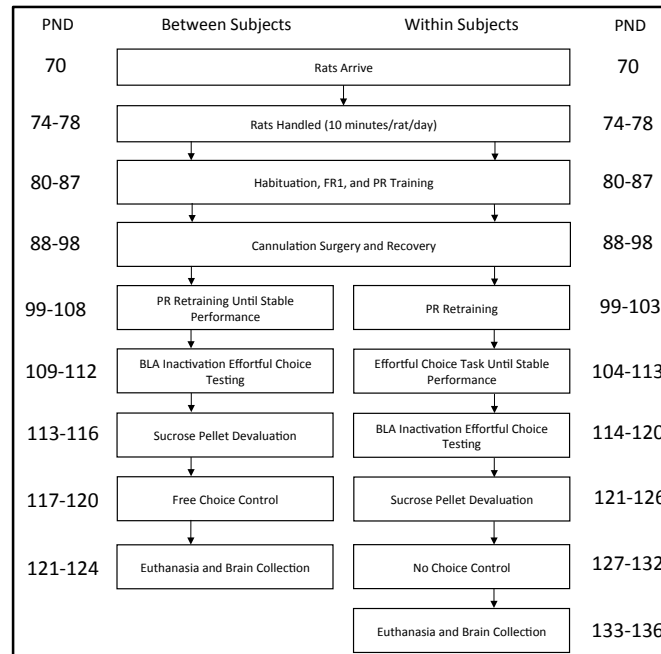 PND Between Subjects Within Subjects PND
70 Rats Arrive 70
74-78 Rats Handled (10 minutes/rat/day) 74-78
80-87 Habituation, FR1, and PR Training 80-87
88-98 Cannulation Surgery and Recovery 88-98
99-108 PR Retraining Until Stable
Performance PR Retraining 99-103
109-112 BLA Inactivation Effortful Choice
Testing Effortful Choice Task Until Stable
Performance 104-113
113-116 Sucrose Pellet Devaluation BLA Inactivation Effortful Choice
Testing 114-120
117-120 Free Choice Control Sucrose Pellet Devaluation 121-126
121-124 Euthanasia and Brain Collection No Choice Control 127-132
Euthanasia and Brain Collection 133-136